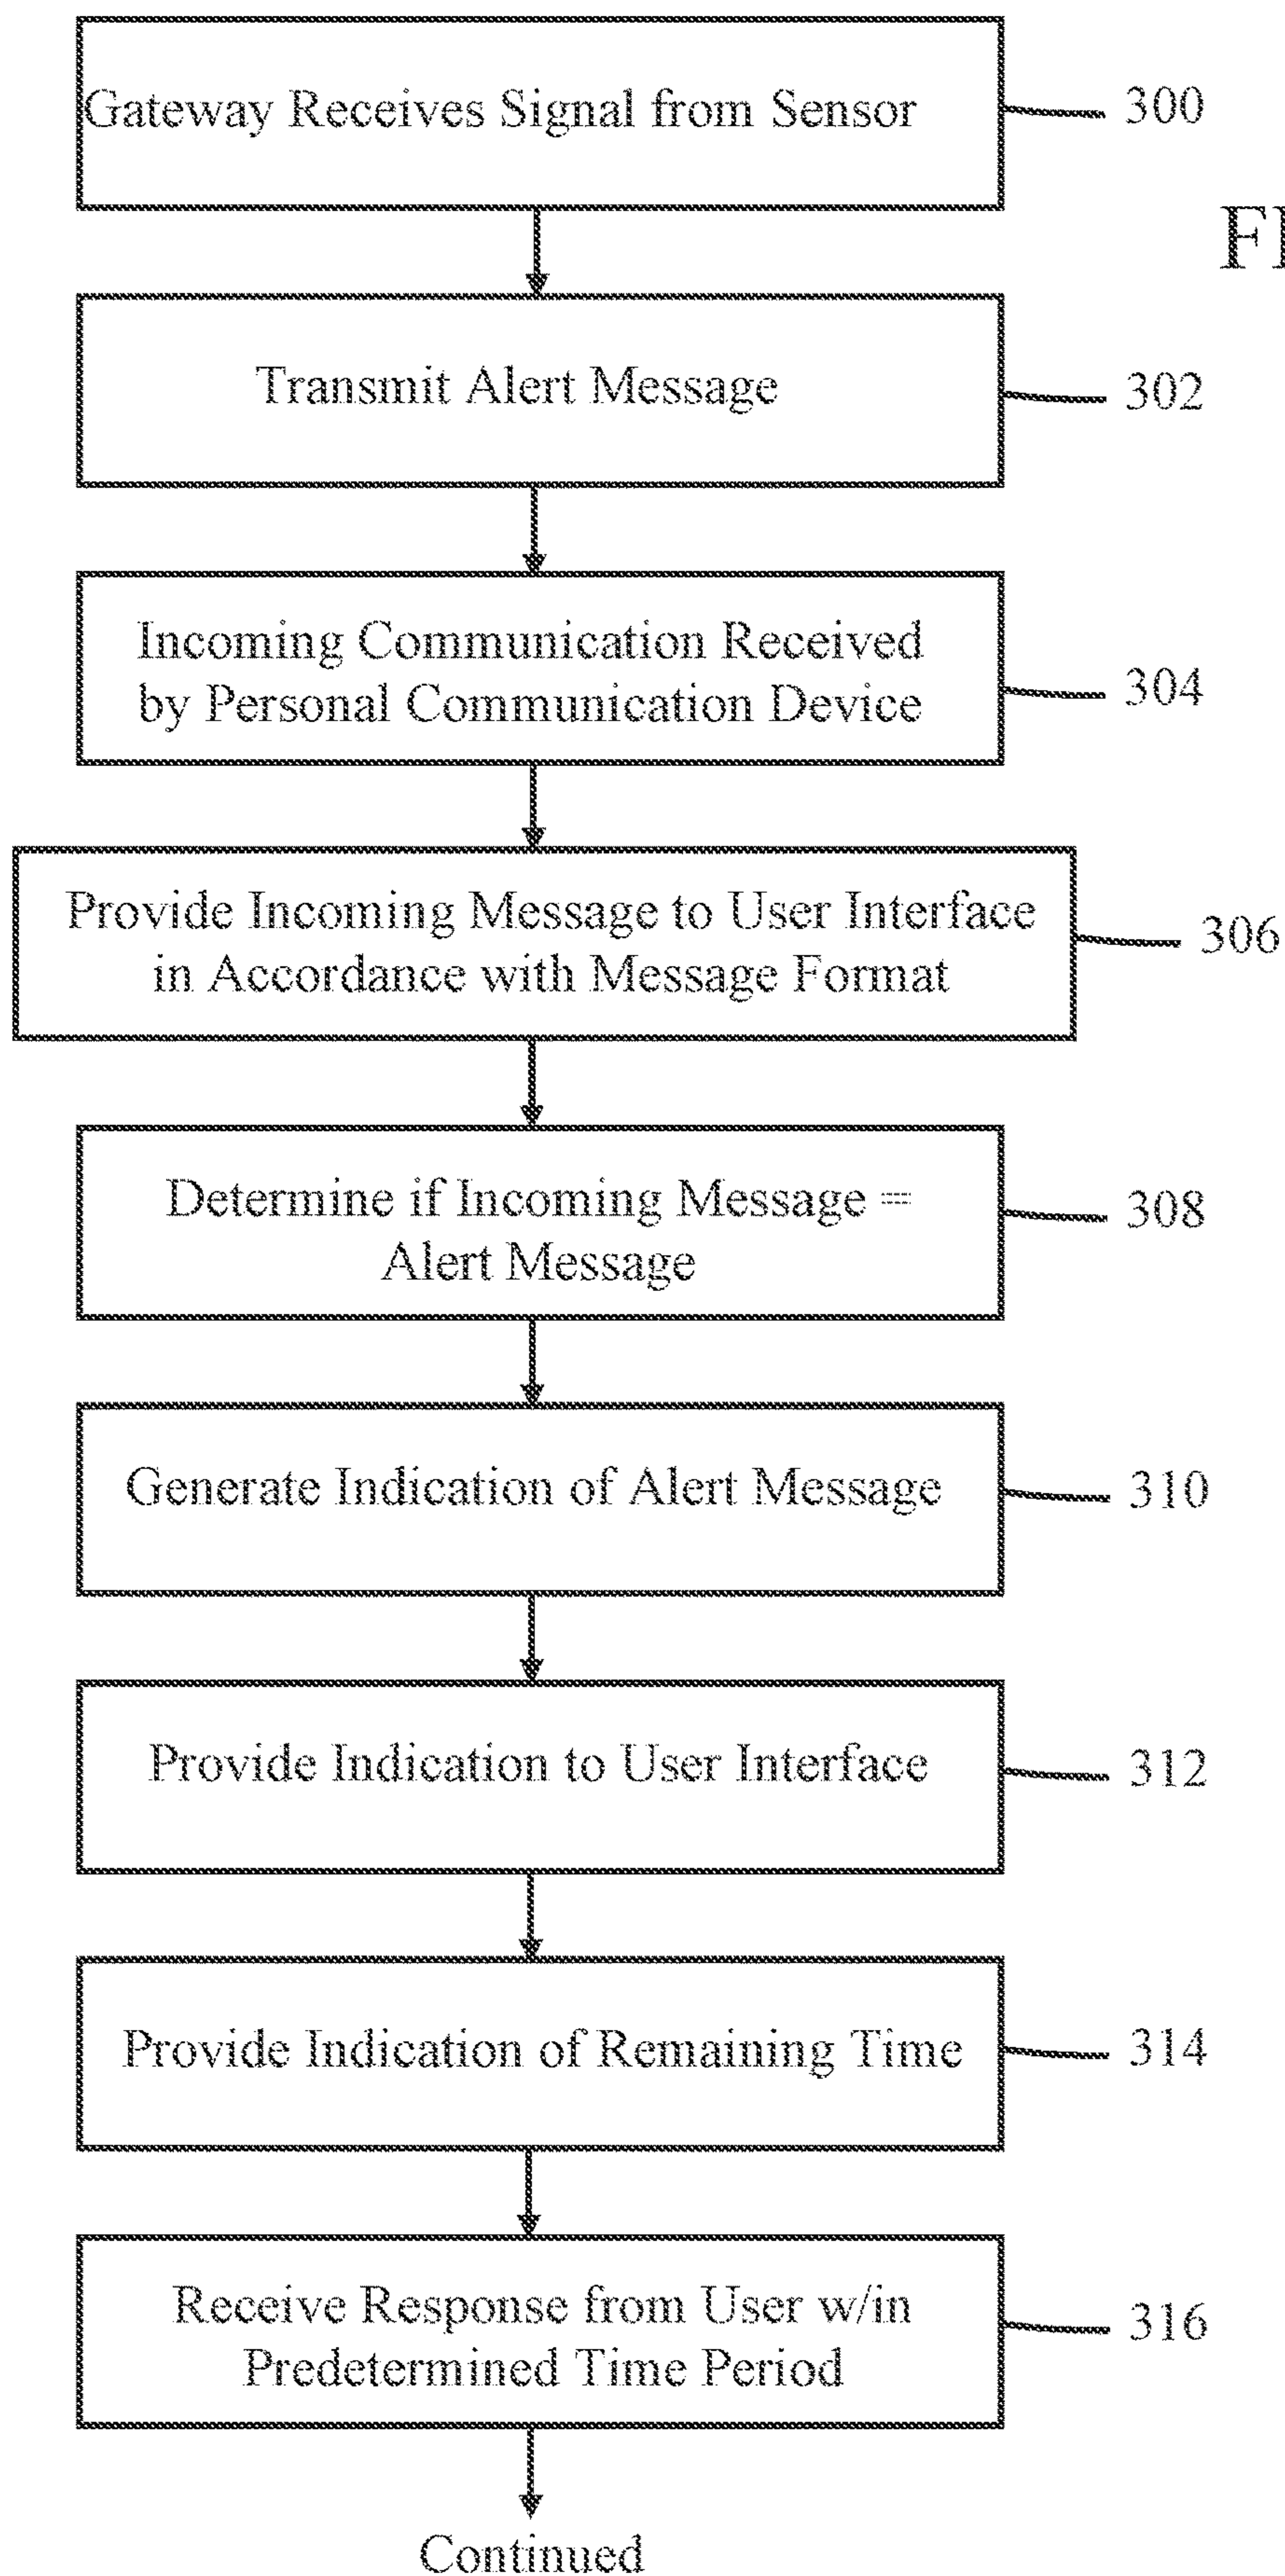 Gateway Receives Signal from Sensor
300
FI
Transmit Alert Message
302
Incoming Communication Received
by Personal Communication Device
304
Provide Incoming Message to User Interface
in Accordance with Message Format
306
Determine if Incoming Message =
Alert Message
308
Generate Indication of Alert Message
310
Provide Indication to User Interface
312
Provide Indication of Remaining Time
314
Receive Response from User w/in
Predetermined Time Period
316
Continued